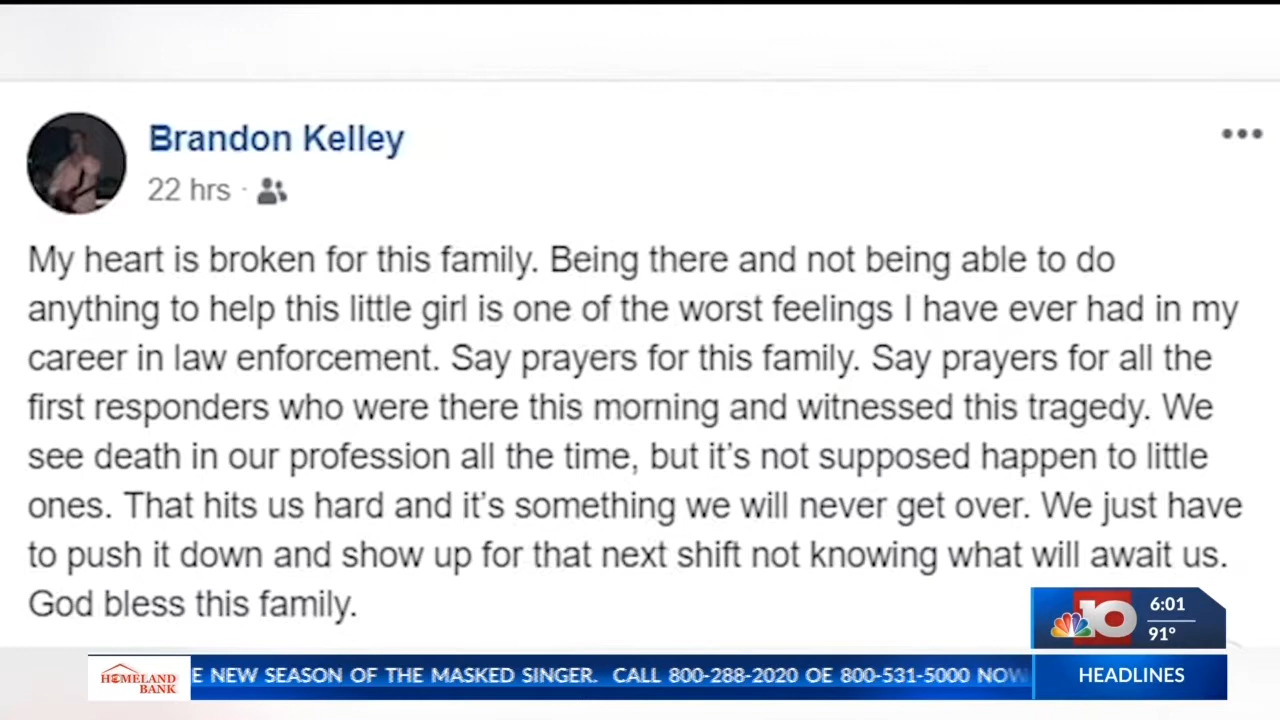 Brandon Kelley
22 hrs ·
My heart is broken for this family. Being there and not being able to do
anything to help this little girl is one of the worst feelings I have ever had in my
career in law enforcement. Say prayers for this family. Say prayers for all the
first responders who were there this morning and witnessed this tragedy. We
see death in our profession all the time, but it’s not supposed happen to little
ones. That hits us hard and it’s something we will never get over. We just have
to push it down and show up for that next shift not knowing what will await us.
God bless this family.
10
6:01
91°
HOMELAND
BANK
E NEW SEASON OF THE MASKED SINGER. CALL 800-288-2020 OE 800-531-5000 NOW
HEADLINES